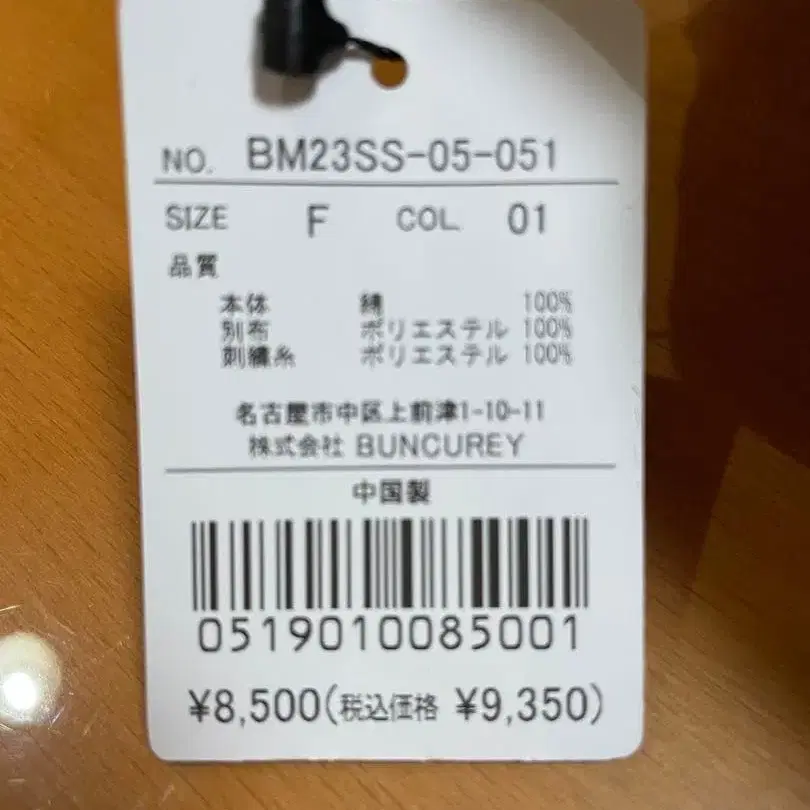 NO. BM23SS-05-051
SIZE F COL 01
品質
本体 綿 100%
別布 ポリエステル 100%
刺繍糸 ポリエステル 100%
名古屋市中区上前津1-10-11
株式会社 BUNCUREY
中国製
0519010085001
¥8,500(税込価格 ¥9,350)